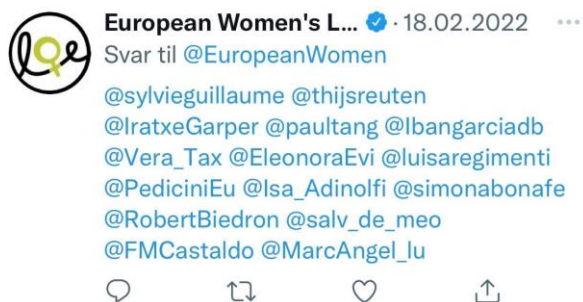 European Women's L... · 18.02.2022 ...
Svar til @EuropeanWomen
@sylvieguillaume @thijsreuten
@IratxeGarper @paultang @Ibangarciadb
@Vera_Tax @EleonoraEvi @luisaregimenti
@PediciniEu @Isa_Adinolfi @simonabonafe
@RobertBiedron @salv_de_meo
@FMCastaldo @MarcAngel_lu